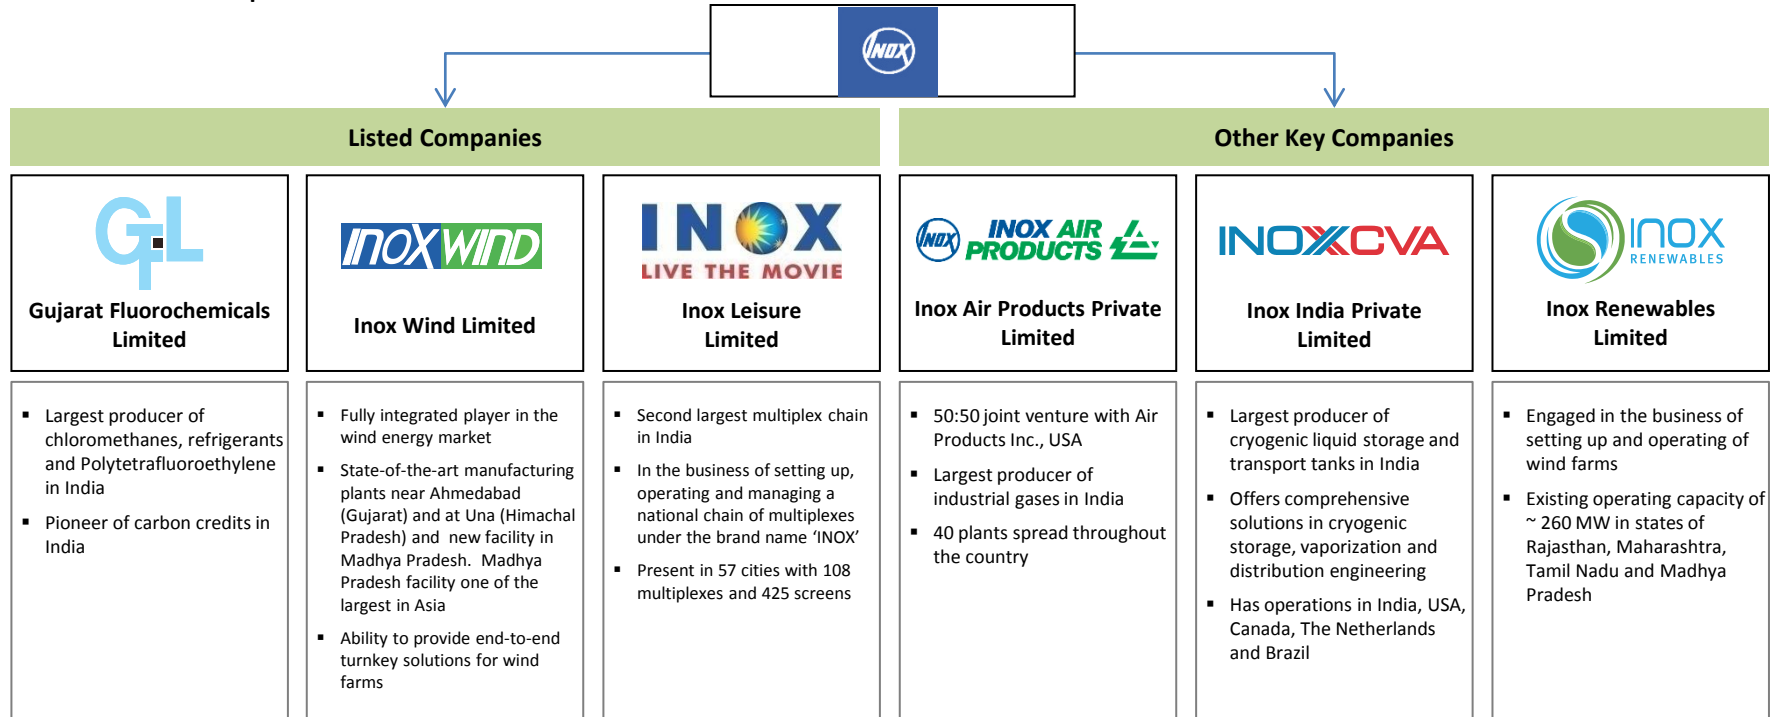 INOX
Listed Companies
Other Key Companies
GFL
Gujarat Fluorochemicals
Limited
INOXWIND
Inox Wind Limited
INOX
LIVE THE MOVIE
Inox Leisure
Limited
INOX
INOX AIR
PRODUCTS
Inox Air Products Private
Limited
INOXCVA
Inox India Private
Limited
INOX
RENEWABLES
Inox Renewables
Limited
▪ Largest producer of
chloromethanes, refrigerants
and Polytetrafluoroethylene
in India
▪ Pioneer of carbon credits in
India
▪ Fully integrated player in the
wind energy market
▪ State-of-the-art manufacturing
plants near Ahmedabad
(Gujarat) and at Una (Himachal
Pradesh) and new facility in
Madhya Pradesh. Madhya
Pradesh facility one of the
largest in Asia
▪ Ability to provide end-to-end
turnkey solutions for wind
farms
▪ Second largest multiplex chain
in India
▪ In the business of setting up,
operating and managing a
national chain of multiplexes
under the brand name ‘INOX’
▪ Present in 57 cities with 108
multiplexes and 425 screens
▪ 50:50 joint venture with Air
Products Inc., USA
▪ Largest producer of
industrial gases in India
▪ 40 plants spread throughout
the country
▪ Largest producer of
cryogenic liquid storage and
transport tanks in India
▪ Offers comprehensive
solutions in cryogenic
storage, vaporization and
distribution engineering
▪ Has operations in India, USA,
Canada, The Netherlands
and Brazil
▪ Engaged in the business of
setting up and operating of
wind farms
▪ Existing operating capacity of
~ 260 MW in states of
Rajasthan, Maharashtra,
Tamil Nadu and Madhya
Pradesh